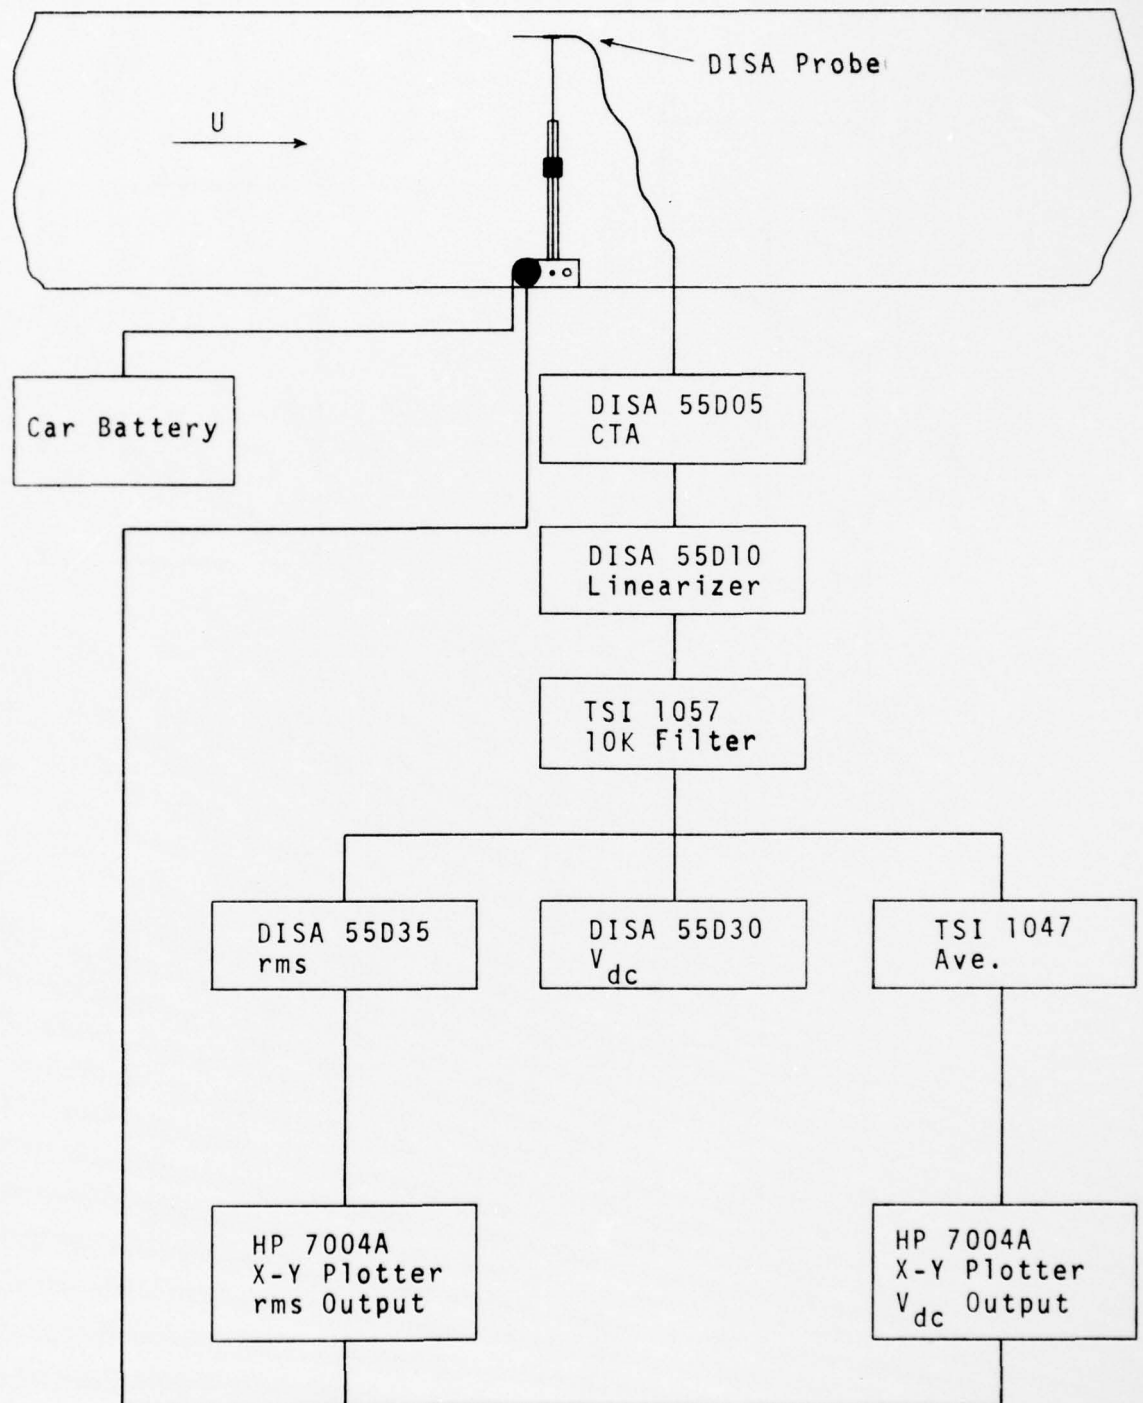 DISA Probe
U
Car Battery
DISA 55D05
CTA
DISA 55D10
Linearizer
TSI 1057
10K Filter
DISA 55D35
rms
DISA 55D30
Vdc
TSI 1047
Ave.
HP 7004A
X-Y Plotter
rms Output
HP 7004A
X-Y Plotter
Vdc Output